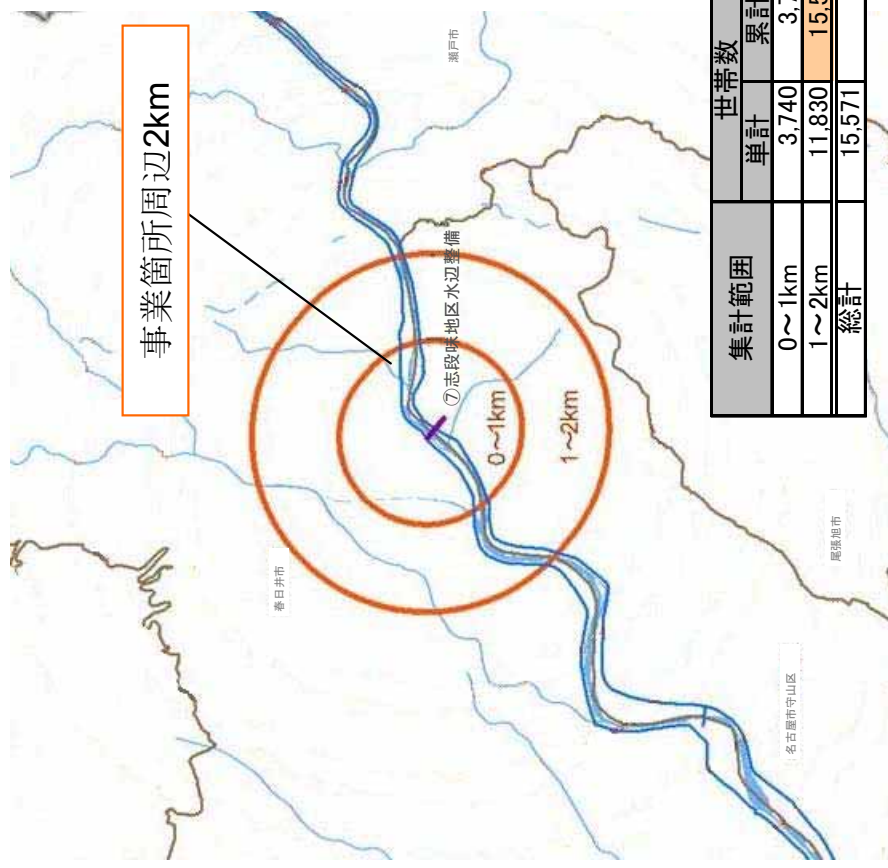 事業箇所周辺2km
瀬戸市
春日井市
⑦志段味地区水辺整備
0～1km
1～2km
尾張旭市
名古屋市守山区
集計範囲 世帯数
単計 累計
0～1km 3,740
1～2km 11,830
総計 15,571